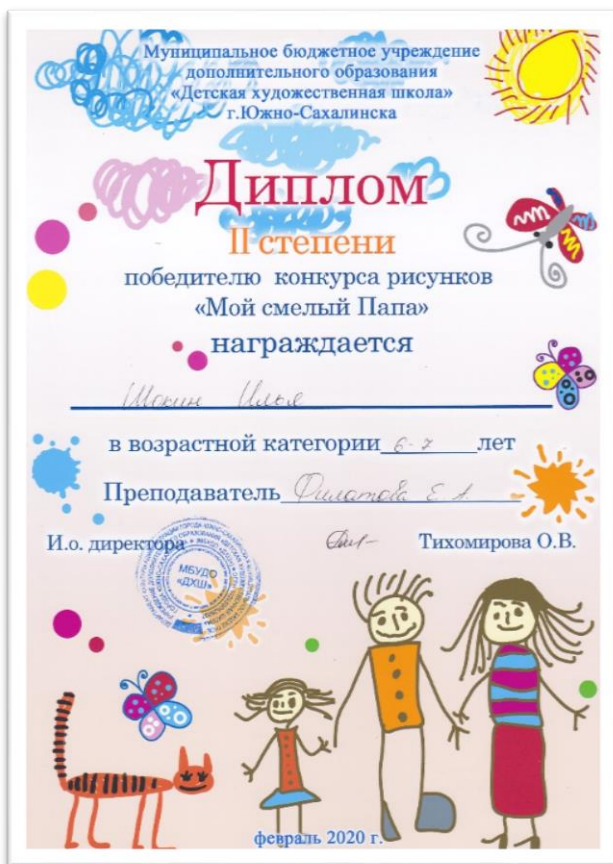 Муниципальное бюджетное учреждение
дополнительного образования
«Детская художественная школа»
г.Южно-Сахалинска
Диплом
II степени
победителю конкурса рисунков
«Мой смелый Папа»
награждается
Шокин Илья
в возрастной категории 6-7 лет
Преподаватель Филатова Е.А.
И.о. директора Тихомирова О.В.
МБУДО
«ДХШ»
февраль 2020 г.